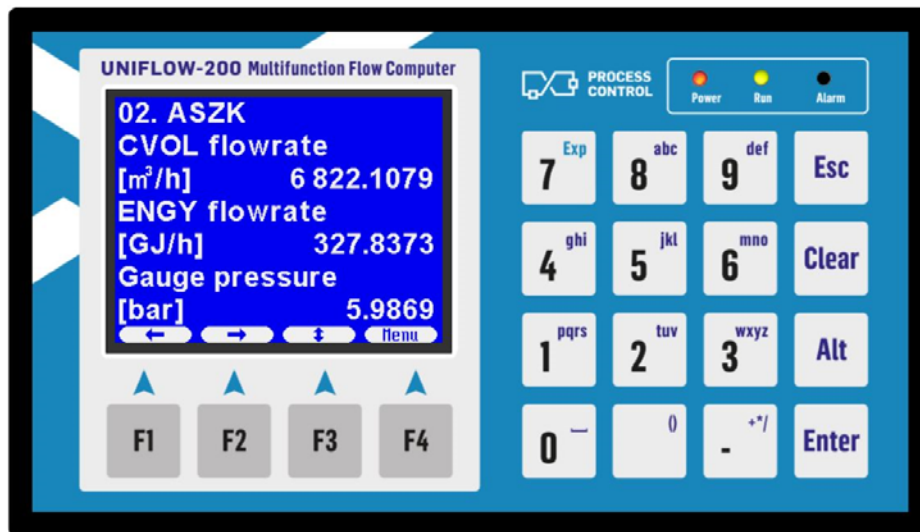 UNIFLOW-200 Multifunction Flow Computer
02. ASZK
CVOL flowrate
[m³/h] 6 822.1079
ENGY flowrate
[GJ/h] 327.8373
Gauge pressure
[bar] 5.9869
← → ↕ Menu
F1 F2 F3 F4
PROCESS
CONTROL
Power Run Alarm
7 Exp 8 abc 9 def Esc
4 ghi 5 jkl 6 mno Clear
1 pqrs 2 tuv 3 wxyz Alt
0 ⎵ () - +*/ Enter